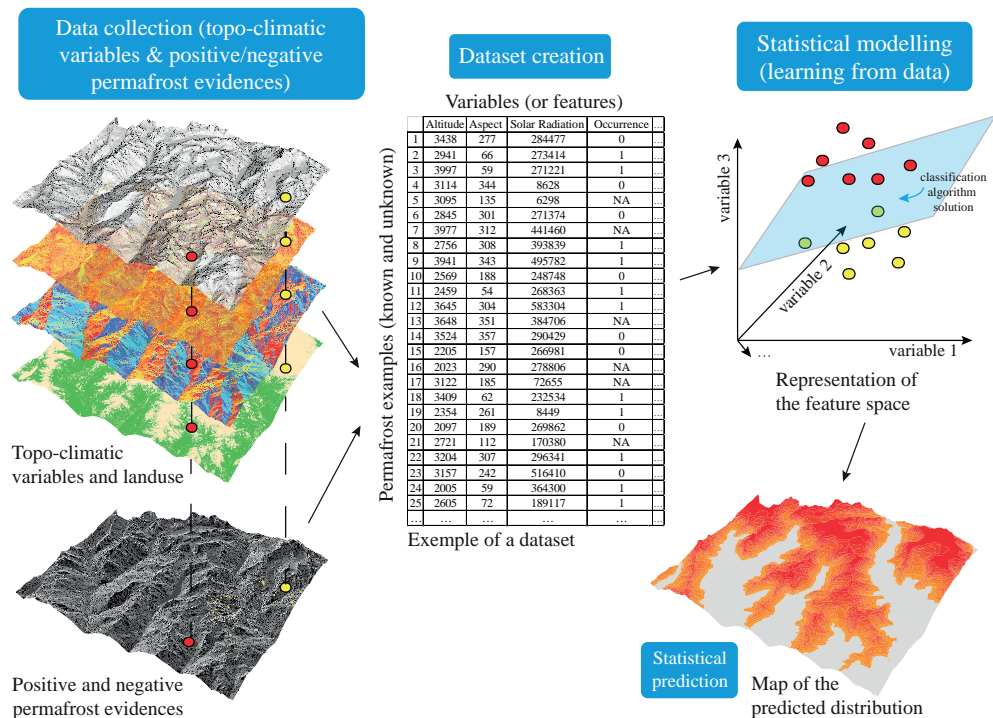 Data collection (topo-climatic
variables & positive/negative
permafrost evidences)
Topo-climatic
variables and landuse
Positive and negative
permafrost evidences
Dataset creation
Variables (or features)
Permafrost examples (known and unknown)
Altitude Aspect Solar Radiation Occurrence ...
1 3438 277 284477 0 ...
2 2941 66 273414 1 ...
3 3997 59 271221 1 ...
4 3114 344 8628 0 ...
5 3095 135 6298 NA ...
6 2845 301 271374 0 ...
7 3977 312 441460 NA ...
8 2756 308 393839 1 ...
9 3941 343 495782 1 ...
10 2569 188 248748 0 ...
11 2459 54 268363 1 ...
12 3645 304 583304 1 ...
13 3648 351 384706 NA ...
14 3524 357 290429 0 ...
15 2205 157 266981 0 ...
16 2023 290 278806 NA ...
17 3122 185 72655 NA ...
18 3409 62 232534 1 ...
19 2354 261 8449 1 ...
20 2097 189 269862 0 ...
21 2721 112 170380 NA ...
22 3204 307 296341 1 ...
23 3157 242 516410 0 ...
24 2005 59 364300 1 ...
25 2605 72 189117 1 ...
... ... ... ... ... ...
Exemple of a dataset
Statistical modelling
(learning from data)
variable 3
classification
algorithm
solution
variable 2
variable 1
...
Representation of
the feature space
Statistical
prediction
Map of the
predicted distribution